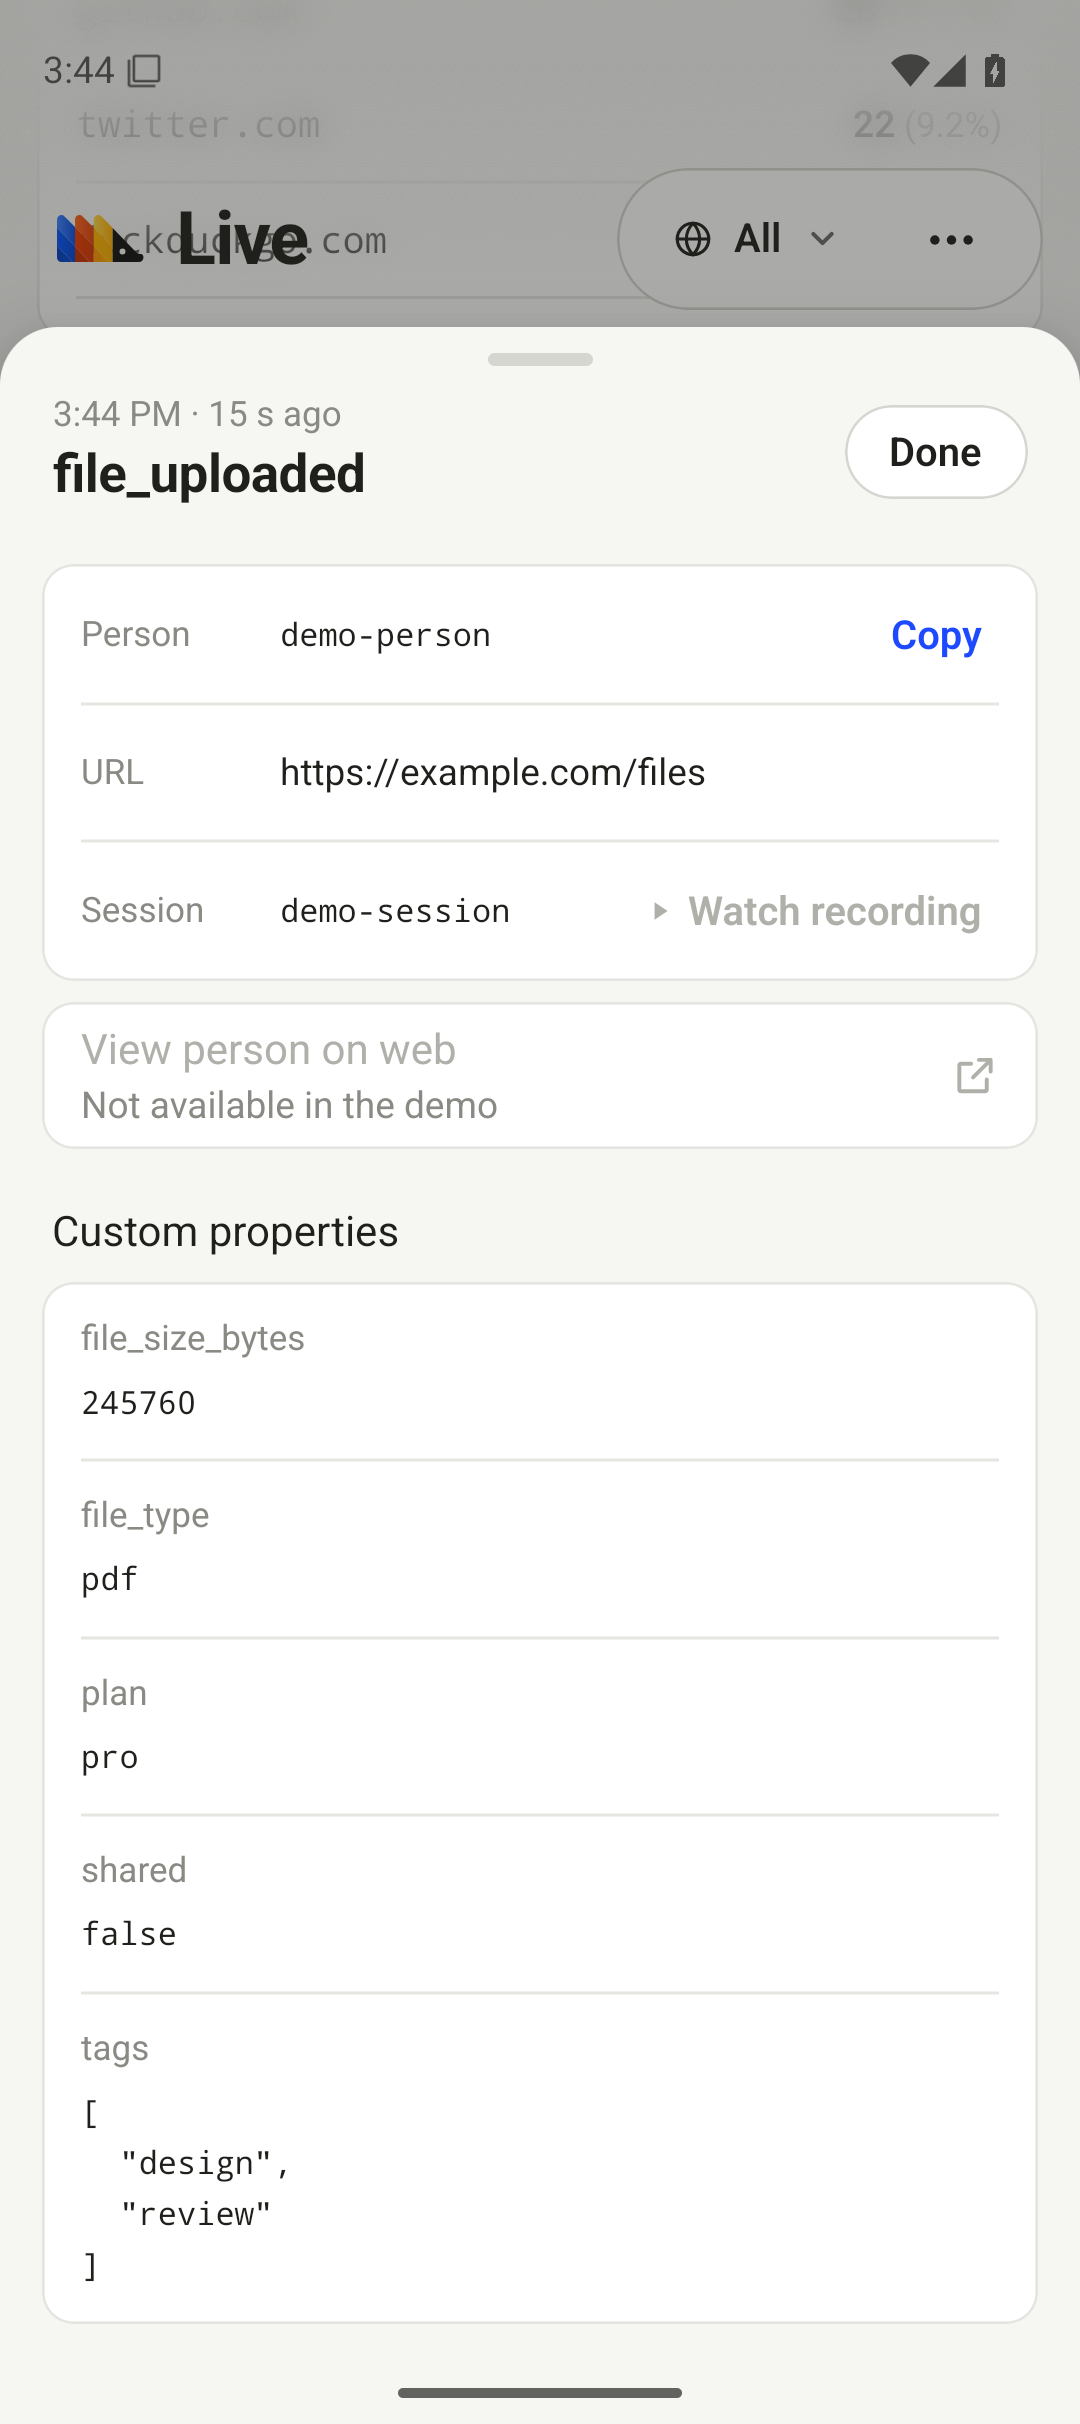 3:44
twitter.com 22 (9.2%)
ckduckgo.com
Live
All
3:44 PM · 15 s ago
file_uploaded
Done
Person demo-person Copy
URL https://example.com/files
Session demo-session Watch recording
View person on web
Not available in the demo
Custom properties
file_size_bytes
245760
file_type
pdf
plan
pro
shared
false
tags
[
"design",
"review"
]